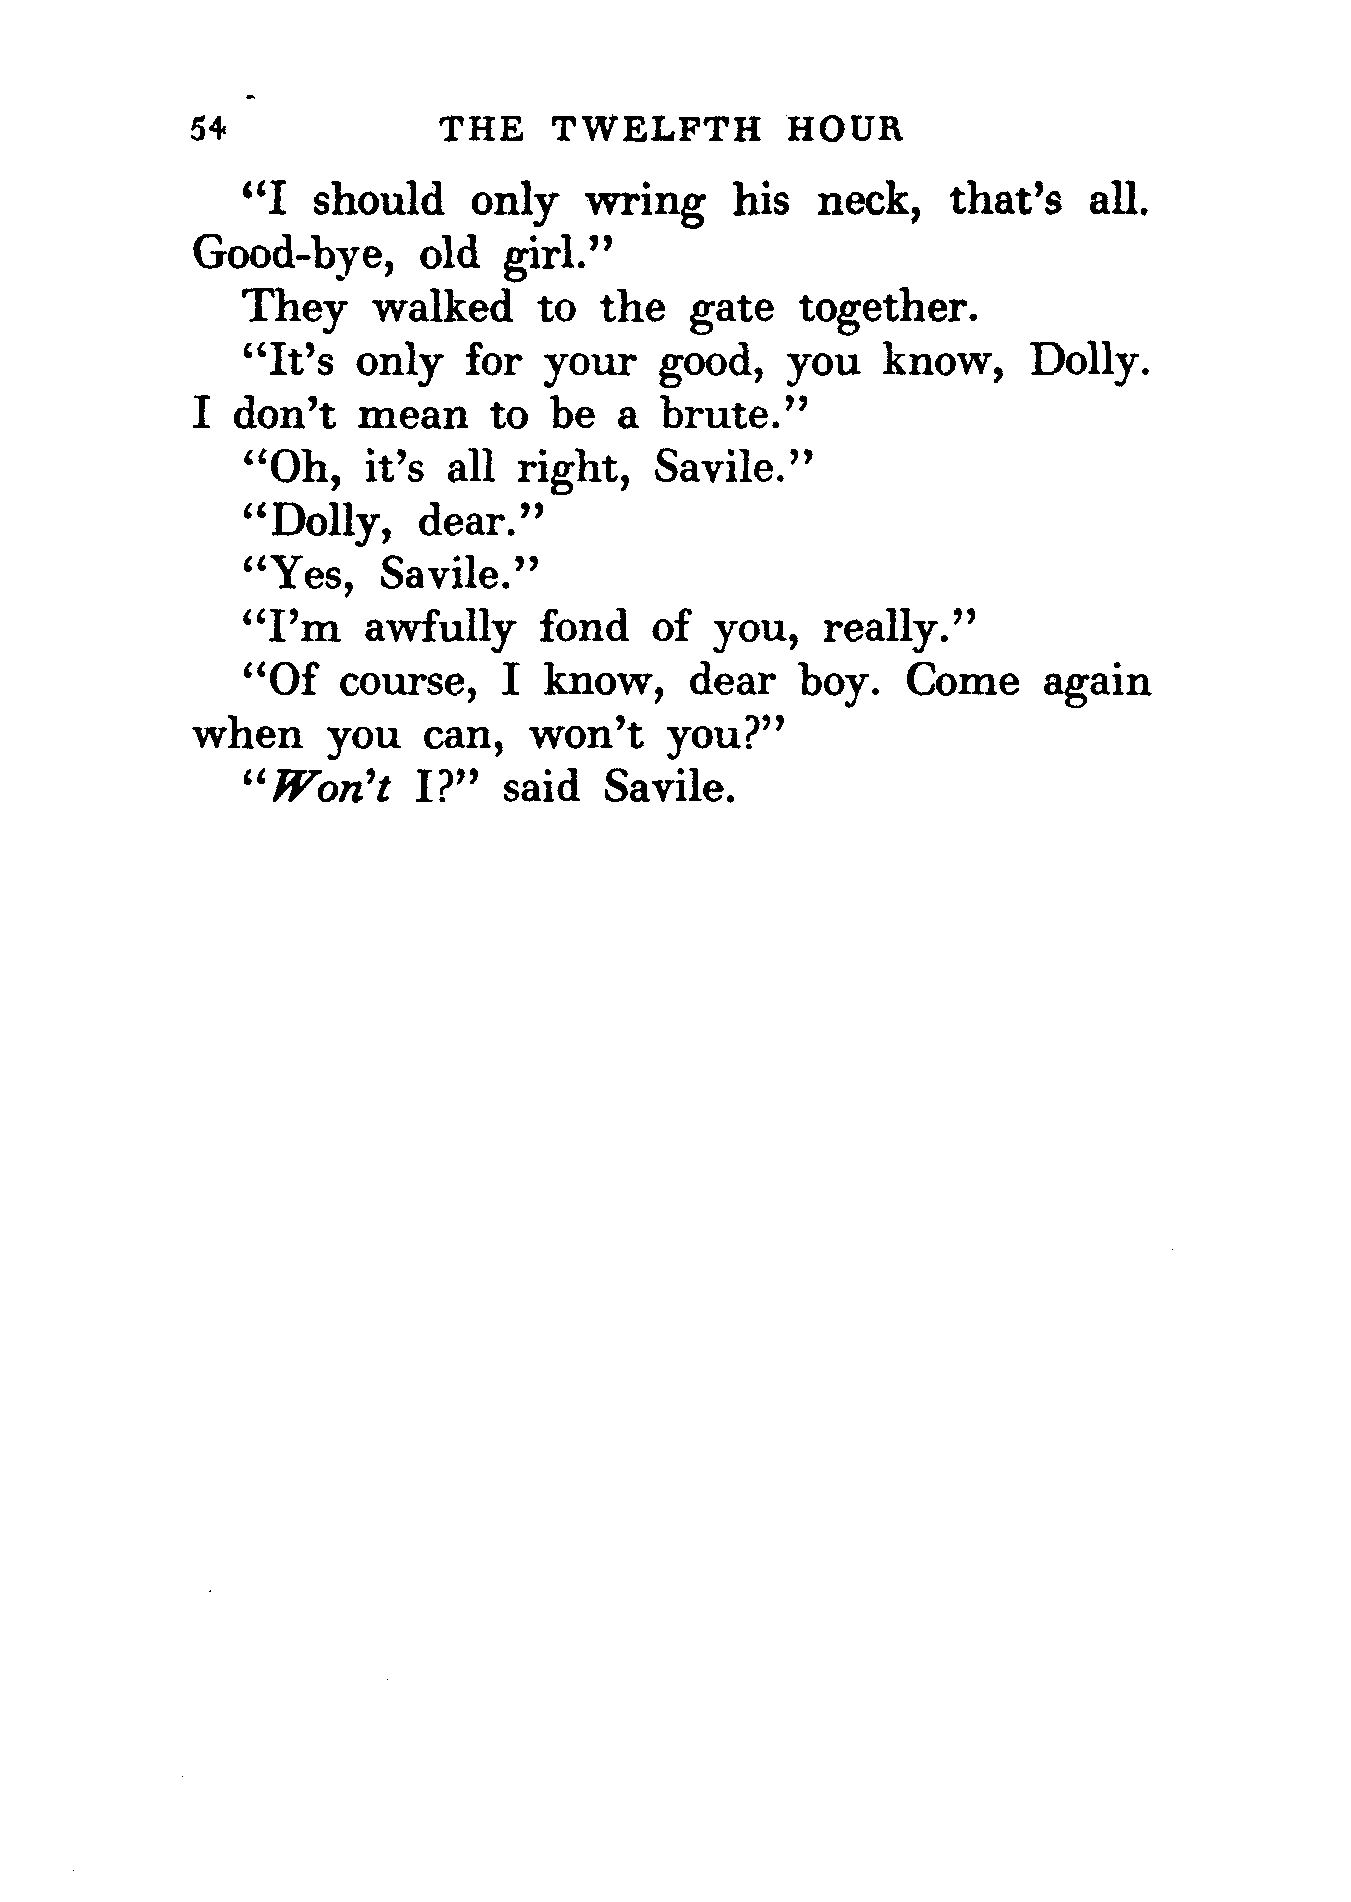 54 THE TWELFTH HOUR
“I should only wring his neck, that’s all.
Good-bye, old girl.”
They walked to the gate together.
“It’s only for your good, you know, Dolly.
I don’t mean to be a brute.”
“Oh, it’s all right, Savile.”
“Dolly, dear.”
“Yes, Savile.”
“I’m awfully fond of you, really.”
“Of course, I know, dear boy. Come again
when you can, won’t you?”
“Won’t I?” said Savile.